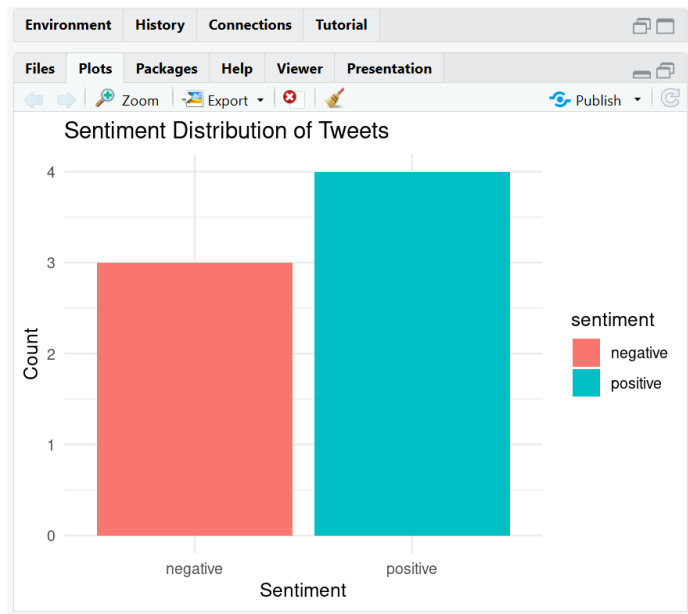 Environment History Connections Tutorial
Files Plots Packages Help Viewer Presentation
Zoom Export Publish
Sentiment Distribution of Tweets
4
3
2
1
0
Count
negative positive
Sentiment
sentiment
negative
positive